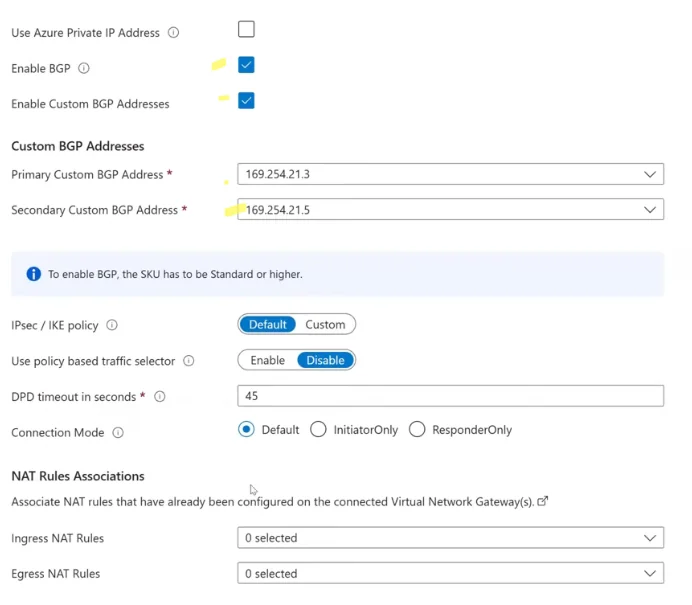 Use Azure Private IP Address
Enable BGP
Enable Custom BGP Addresses
Custom BGP Addresses
Primary Custom BGP Address * 169.254.21.3
Secondary Custom BGP Address * 169.254.21.5
To enable BGP, the SKU has to be Standard or higher.
IPsec / IKE policy Default Custom
Use policy based traffic selector Enable Disable
DPD timeout in seconds * 45
Connection Mode Default InitiatorOnly ResponderOnly
NAT Rules Associations
Associate NAT rules that have already been configured on the connected Virtual Network Gateway(s).
Ingress NAT Rules 0 selected
Egress NAT Rules 0 selected